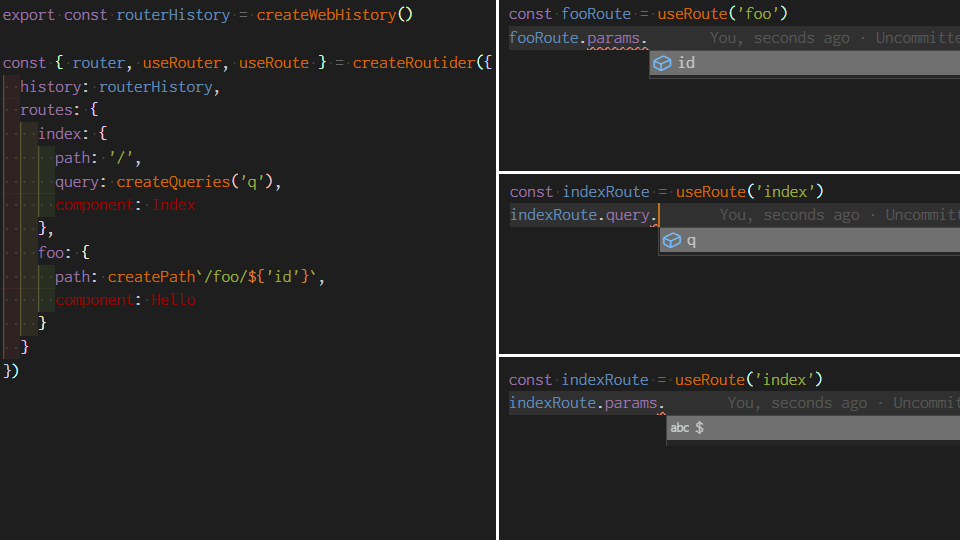 export const routerHistory = createWebHistory()
const { router, useRouter, useRoute } = createRoutider({
history: routerHistory,
routes: {
index: {
path: '/',
query: createQueries('q'),
component: Index
},
foo: {
path: createPath`/foo/${'id'}`,
component: Hello
}
}
})
const fooRoute = useRoute('foo')
fooRoute.params. You, seconds ago · Uncommitte
id
const indexRoute = useRoute('index')
indexRoute.query. You, seconds ago · Uncommitt
q
const indexRoute = useRoute('index')
indexRoute.params. You, seconds ago · Uncommit
abc $